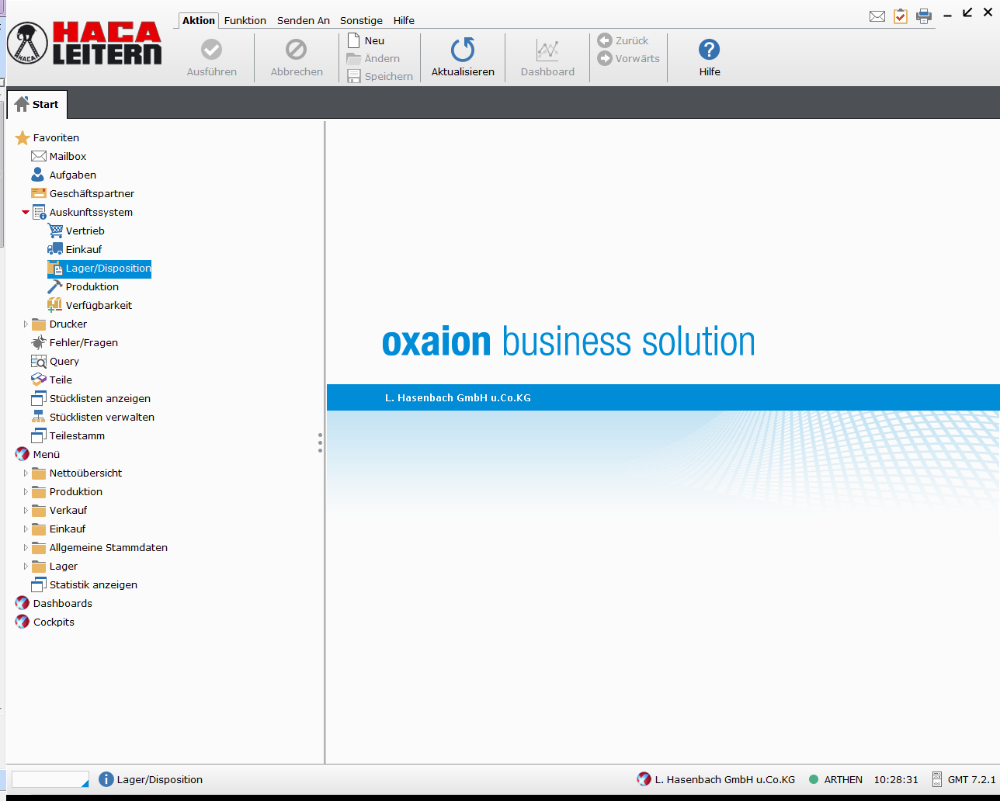 HACA
LEITERN
HACA
Aktion Funktion Senden An Sonstige Hilfe
Ausführen
Abbrechen
Neu
Ändern
Speichern
Aktualisieren
Dashboard
Zurück
Vorwärts
Hilfe
Start
Favoriten
Mailbox
Aufgaben
Geschäftspartner
Auskunftssystem
Vertrieb
Einkauf
Lager/Disposition
Produktion
Verfügbarkeit
Drucker
Fehler/Fragen
Query
Teile
Stücklisten anzeigen
Stücklisten verwalten
Teilestamm
Menü
Nettoübersicht
Produktion
Verkauf
Einkauf
Allgemeine Stammdaten
Lager
Statistik anzeigen
Dashboards
Cockpits
oxaion business solution
L. Hasenbach GmbH u.Co.KG
Lager/Disposition
L. Hasenbach GmbH u.Co.KG ARTHEN 10:28:31 GMT 7.2.1